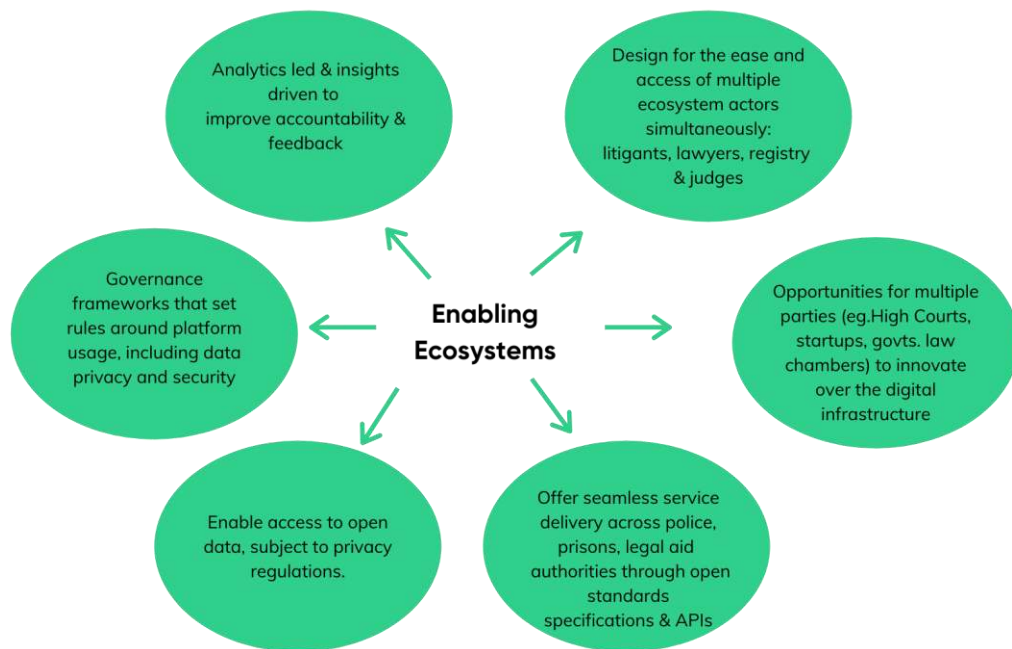 Analytics led & insights
driven to
improve accountability &
feedback
Design for the ease and
access of multiple
ecosystem actors
simultaneously:
litigants, lawyers, registry
& judges
Governance
frameworks that set
rules around platform
usage, including data
privacy and security
Enabling
Ecosystems
Opportunities for multiple
parties (eg.High Courts,
startups, govts. law
chambers) to innovate
over the digital
infrastructure
Enable access to open
data, subject to privacy
regulations.
Offer seamless service
delivery across police,
prisons, legal aid
authorities through open
standards
specifications & APIs